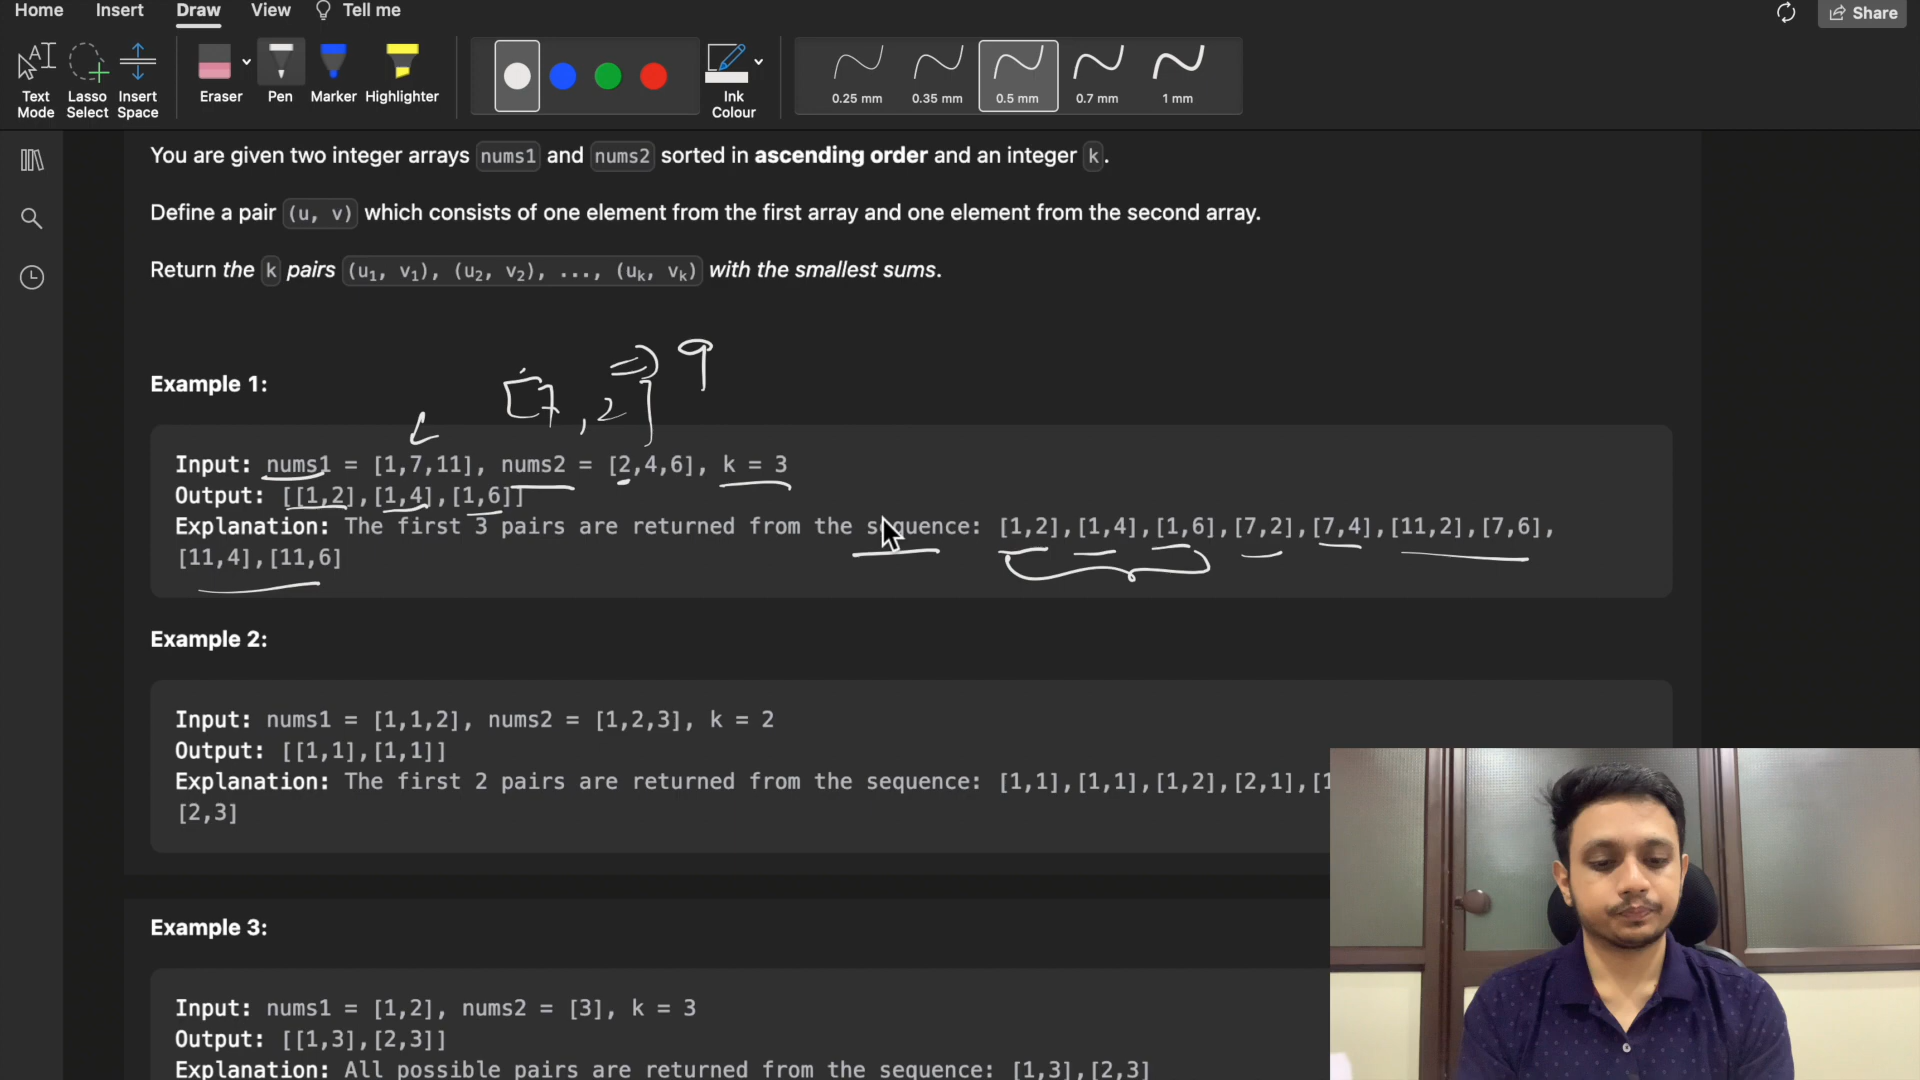 Home Insert Draw View Tell me Share
Text Mode Lasso Select Insert Space Eraser Pen Marker Highlighter Ink Colour 0.25 mm 0.35 mm 0.5 mm 0.7 mm 1 mm
You are given two integer arrays nums1 and nums2 sorted in ascending order and an integer k.
Define a pair (u, v) which consists of one element from the first array and one element from the second array.
Return the k pairs (u₁, v₁), (u₂, v₂), ..., (uₖ, vₖ) with the smallest sums.
[7, 2] => 9
Example 1:
Input: nums1 = [1,7,11], nums2 = [2,4,6], k = 3
Output: [[1,2],[1,4],[1,6]]
Explanation: The first 3 pairs are returned from the sequence: [1,2],[1,4],[1,6],[7,2],[7,4],[11,2],[7,6],
[11,4],[11,6]
Example 2:
Input: nums1 = [1,1,2], nums2 = [1,2,3], k = 2
Output: [[1,1],[1,1]]
Explanation: The first 2 pairs are returned from the sequence: [1,1],[1,1],[1,2],[2,1],[1
[2,3]
Example 3:
Input: nums1 = [1,2], nums2 = [3], k = 3
Output: [[1,3],[2,3]]
Explanation: All possible pairs are returned from the sequence: [1,3],[2,3]